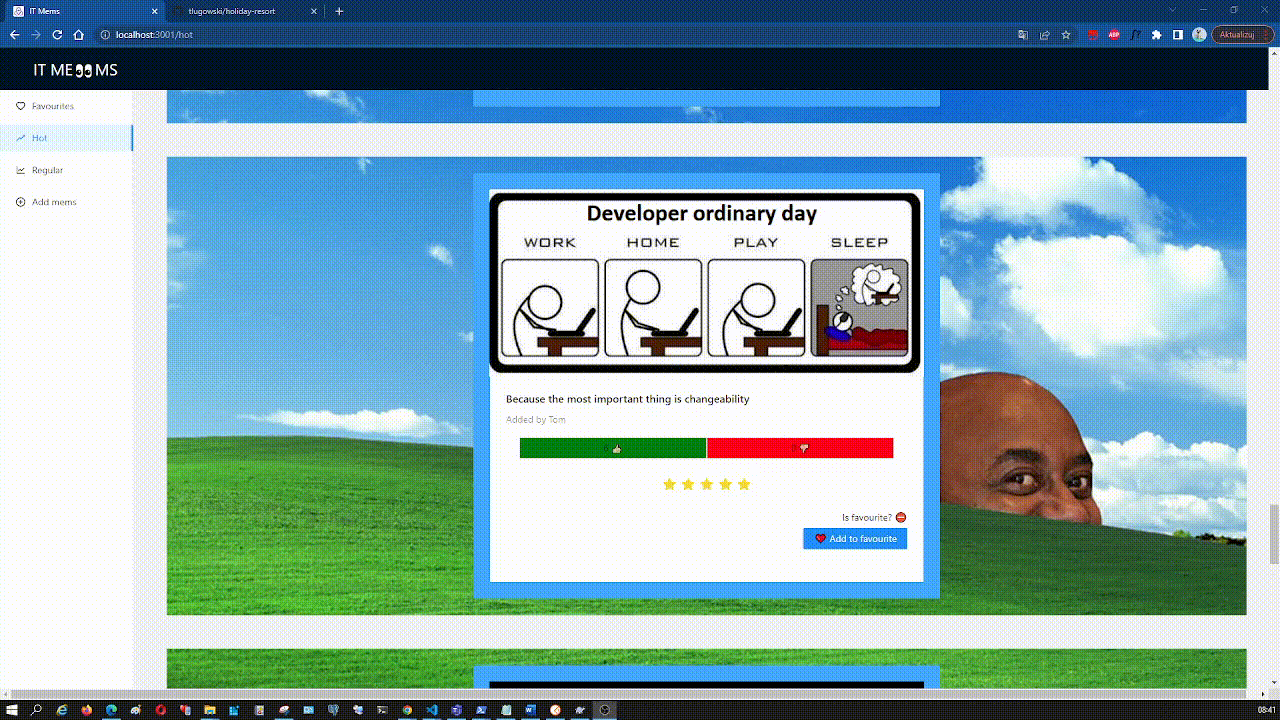 IT Mems
tlugowski/holiday-resort
localhost:3001/hot
ABP
Aktualizuj
IT ME👀MS
Favourites
Hot
Regular
Add mems
Developer ordinary day
WORK HOME PLAY SLEEP
Because the most important thing is changeability
Added by Tom
Is favourite?
Add to favourite
08:41